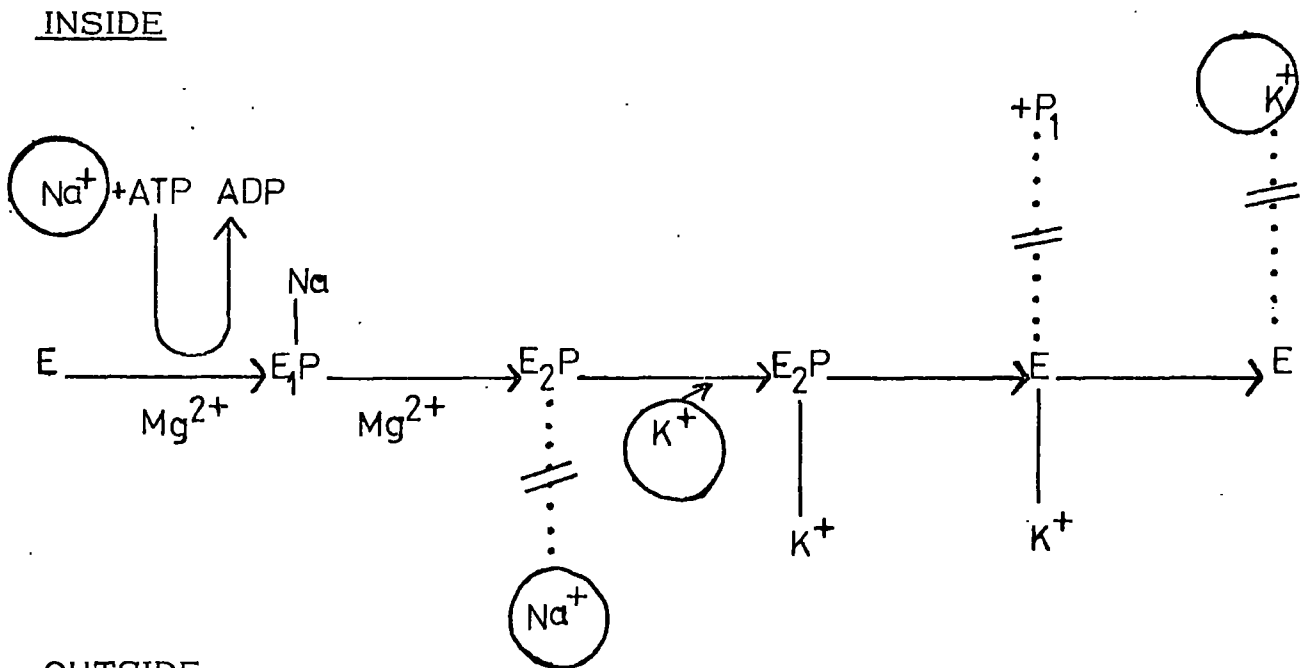 INSIDE
K⁺
+P₁
Na⁺ +ATP ADP
Na
E E₁P E₂P E₂P E E
Mg²⁺ Mg²⁺ K⁺
K⁺ K⁺
Na⁺
OUTSIDE